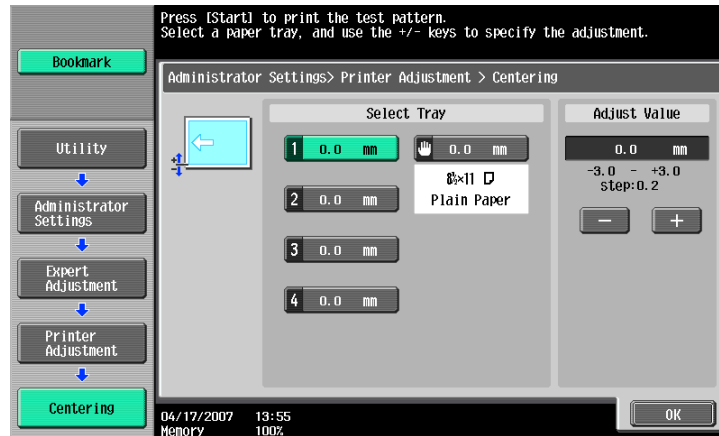 Press [Start] to print the test pattern.
Select a paper tray, and use the +/- keys to specify the adjustment.
Bookmark
Administrator Settings> Printer Adjustment > Centering
Utility
Administrator
Settings
Expert
Adjustment
Printer
Adjustment
Centering
Select Tray
1 0.0 mm
0.0 mm
8½×11
Plain Paper
2 0.0 mm
3 0.0 mm
4 0.0 mm
Adjust Value
0.0 mm
-3.0 - +3.0
step:0.2
− +
OK
04/17/2007 13:55
Memory 100%